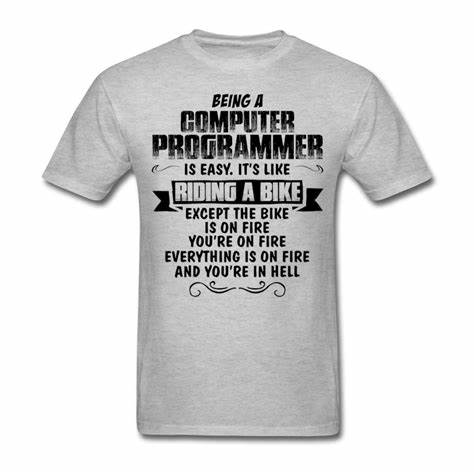 BEING A
COMPUTER
PROGRAMMER
IS EASY. IT'S LIKE
RIDING A BIKE
EXCEPT THE BIKE
IS ON FIRE
YOU'RE ON FIRE
EVERYTHING IS ON FIRE
AND YOU'RE IN HELL